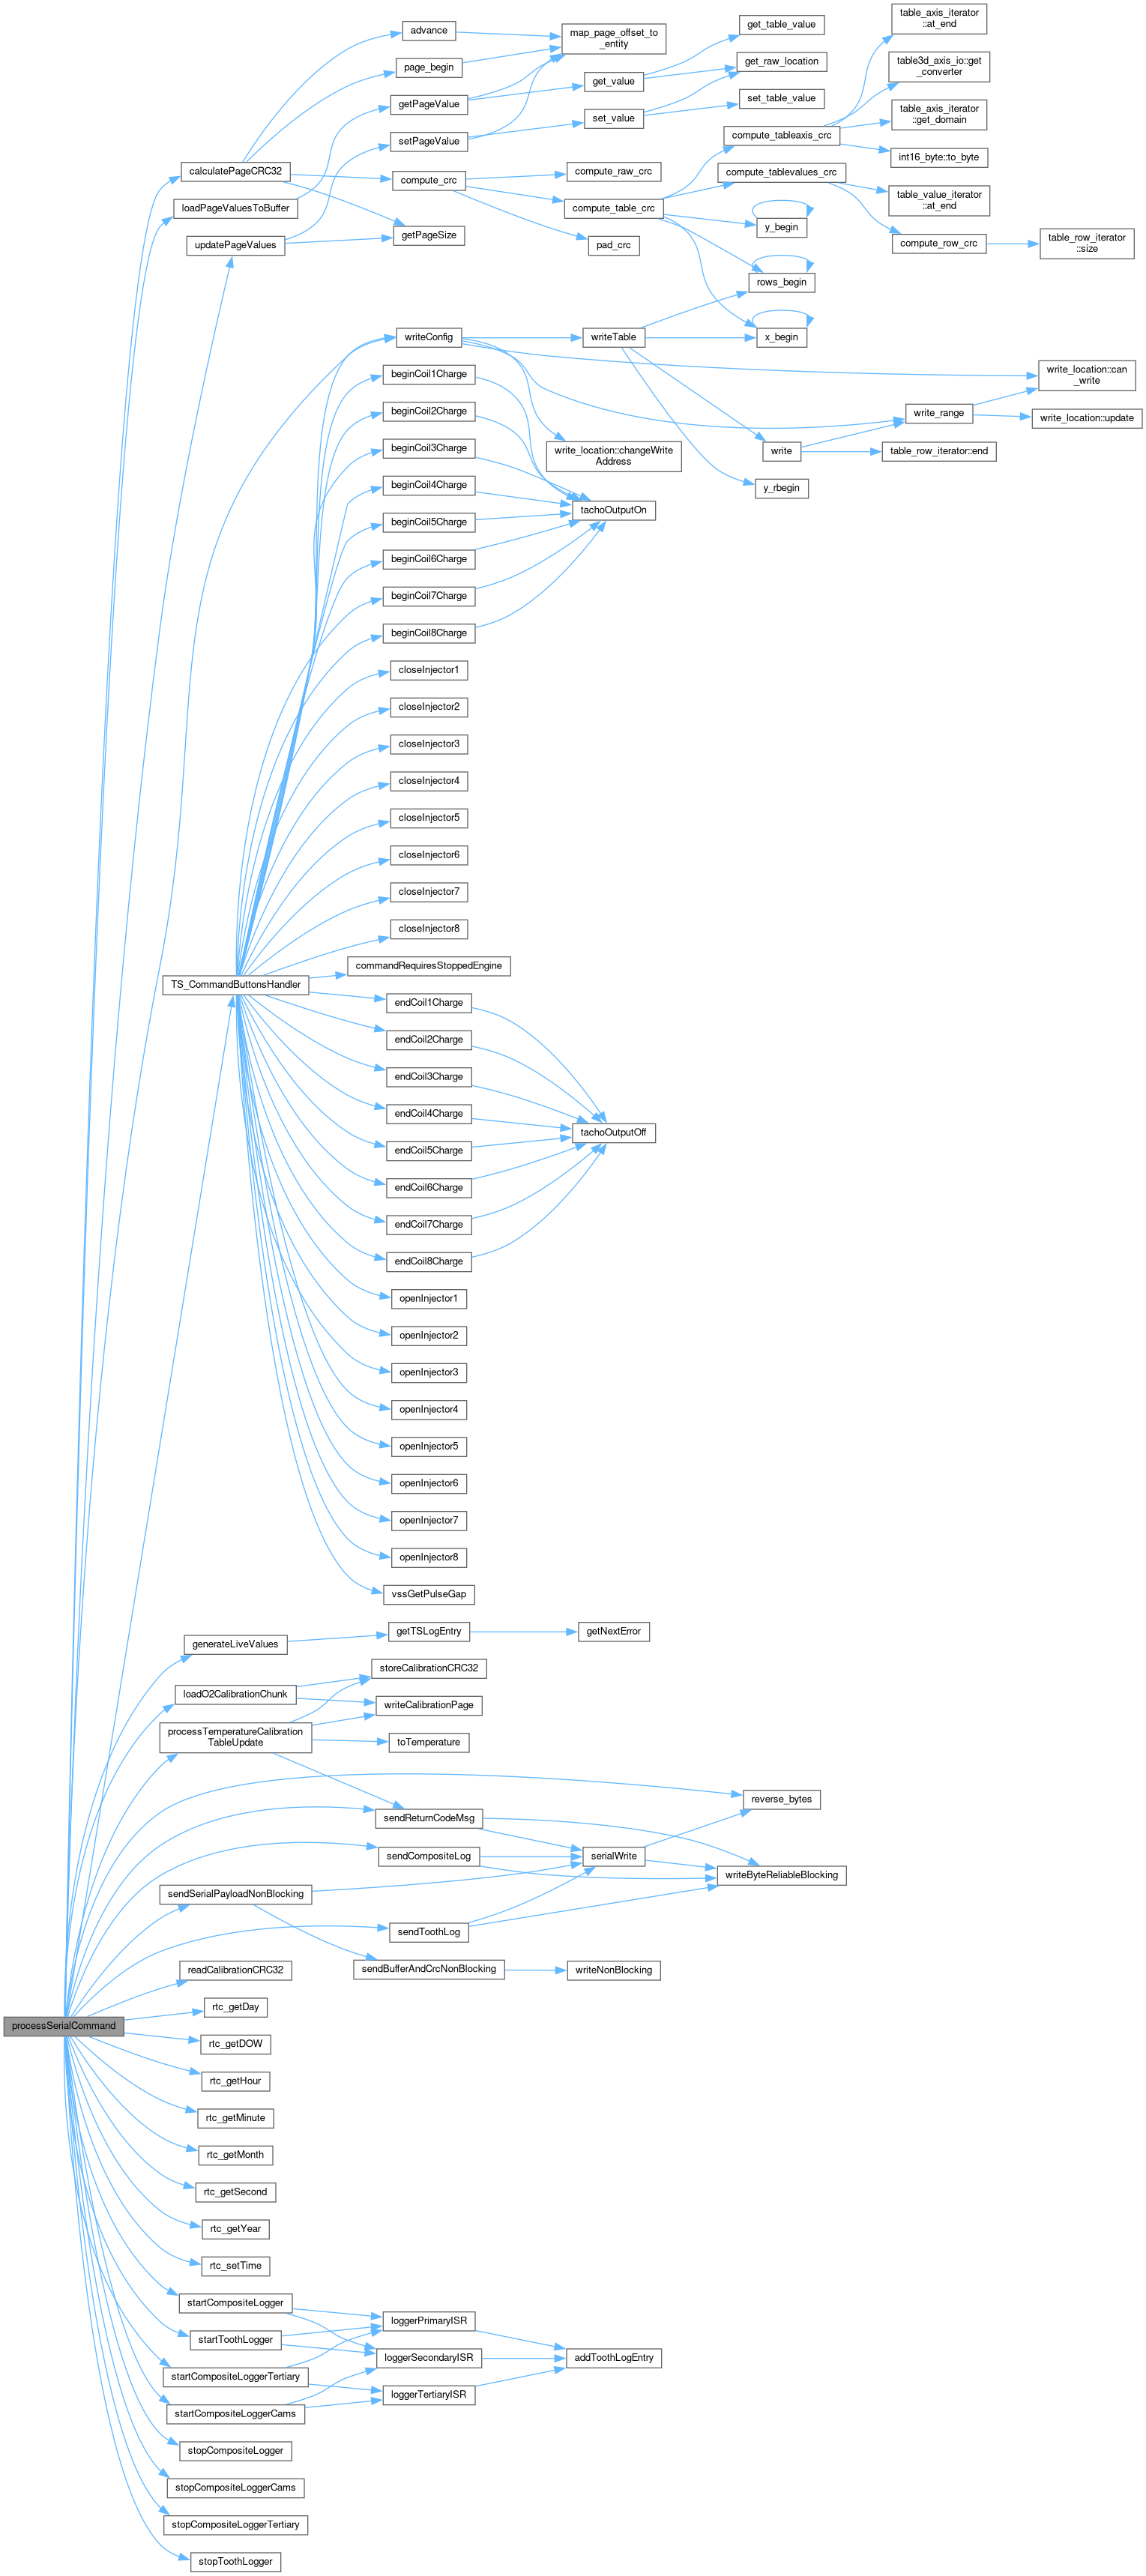 table_axis_iterator
::at_end
advance
get_table_value
map_page_offset_to
_entity
table3d_axis_io::get
_converter
page_begin
get_raw_location
get_value
getPageValue
set_table_value
table_axis_iterator
::get_domain
set_value
setPageValue
compute_tableaxis_crc
int16_byte::to_byte
calculatePageCRC32
compute_raw_crc
compute_tablevalues_crc
compute_crc
table_value_iterator
::at_end
loadPageValuesToBuffer
compute_table_crc
y_begin
getPageSize
updatePageValues
pad_crc
compute_row_crc
table_row_iterator
::size
rows_begin
writeConfig
writeTable
x_begin
beginCoil1Charge
write_location::can
_write
beginCoil2Charge
write_range
write_location::update
beginCoil3Charge
write_location::changeWrite
Address
write
table_row_iterator::end
beginCoil4Charge
y_rbegin
tachoOutputOn
beginCoil5Charge
beginCoil6Charge
beginCoil7Charge
beginCoil8Charge
closeInjector1
closeInjector2
closeInjector3
closeInjector4
closeInjector5
closeInjector6
closeInjector7
closeInjector8
commandRequiresStoppedEngine
TS_CommandButtonsHandler
endCoil1Charge
endCoil2Charge
endCoil3Charge
endCoil4Charge
tachoOutputOff
endCoil5Charge
endCoil6Charge
endCoil7Charge
endCoil8Charge
openInjector1
openInjector2
openInjector3
openInjector4
openInjector5
openInjector6
openInjector7
openInjector8
vssGetPulseGap
getTSLogEntry
getNextError
generateLiveValues
storeCalibrationCRC32
loadO2CalibrationChunk
writeCalibrationPage
processTemperatureCalibration
TableUpdate
toTemperature
reverse_bytes
sendReturnCodeMsg
sendCompositeLog
serialWrite
writeByteReliableBlocking
sendSerialPayloadNonBlocking
sendToothLog
sendBufferAndCrcNonBlocking
writeNonBlocking
readCalibrationCRC32
rtc_getDay
processSerialCommand
rtc_getDOW
rtc_getHour
rtc_getMinute
rtc_getMonth
rtc_getSecond
rtc_getYear
rtc_setTime
startCompositeLogger
loggerPrimaryISR
startToothLogger
loggerSecondaryISR
addToothLogEntry
startCompositeLoggerTertiary
loggerTertiaryISR
startCompositeLoggerCams
stopCompositeLogger
stopCompositeLoggerCams
stopCompositeLoggerTertiary
stopToothLogger